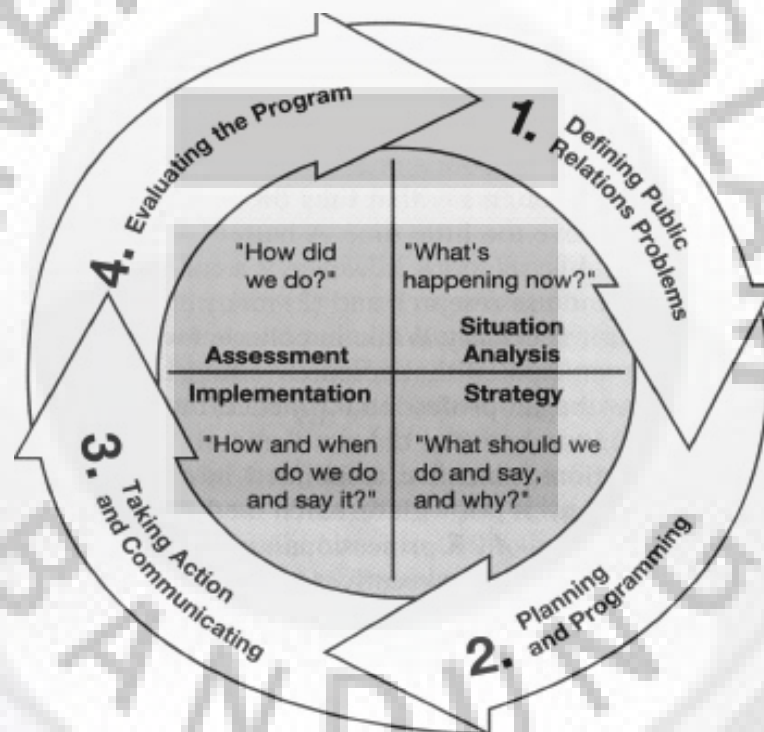 1. Defining Public
Relations Problems
"What's
happening now?"
Situation
Analysis
2. Planning
and Programming
Strategy
"What should we
do and say,
and why?"
3. Taking Action
and Communicating
Implementation
"How and when
do we do
and say it?"
4. Evaluating the Program
"How did
we do?"
Assessment
BANDUNG